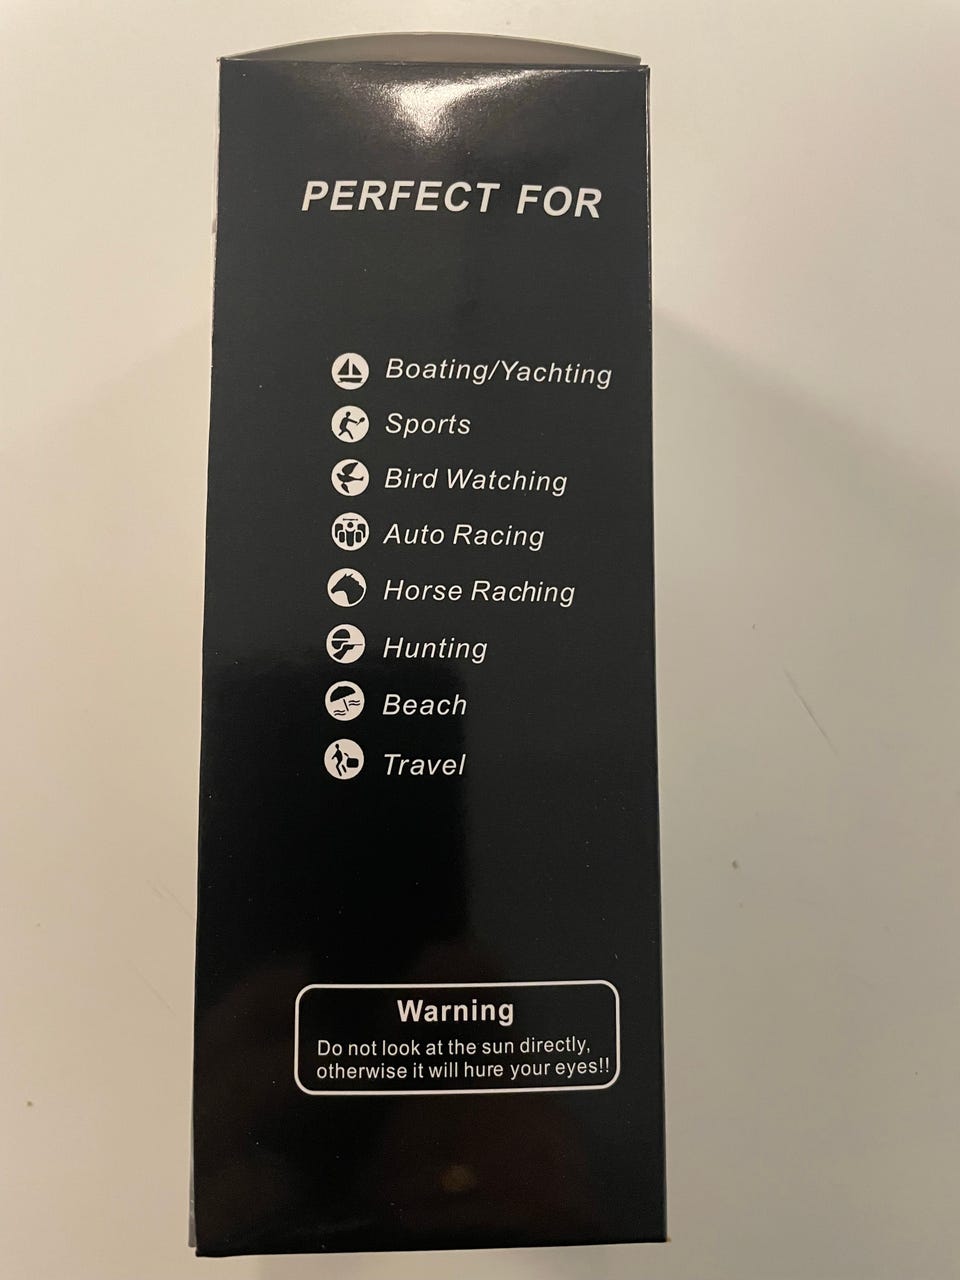 PERFECT FOR
Boating/Yachting
Sports
Bird Watching
Auto Racing
Horse Raching
Hunting
Beach
Travel
Warning
Do not look at the sun directly,
otherwise it will hure your eyes!!